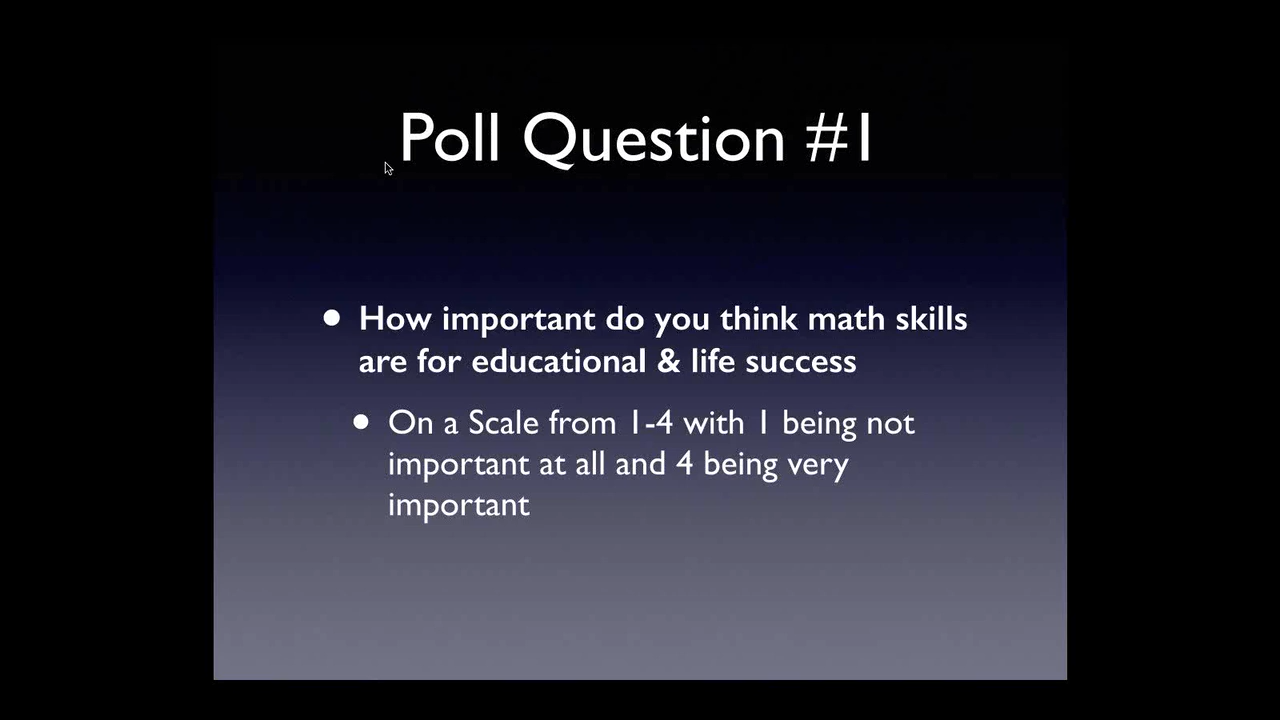 Poll Question #1
• How important do you think math skills
are for educational & life success
• On a Scale from 1-4 with 1 being not
important at all and 4 being very
important